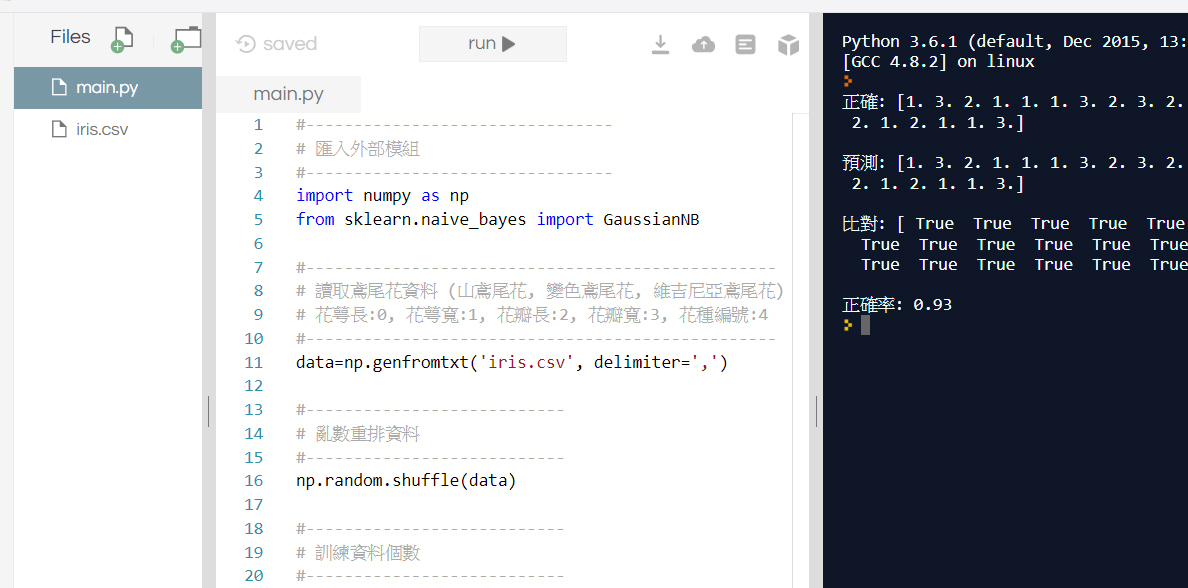 Files
main.py
iris.csv
saved
run
main.py
1 #--------------------------------
2 # 匯入外部模組
3 #--------------------------------
4 import numpy as np
5 from sklearn.naive_bayes import GaussianNB
6
7 #-------------------------------------------------
8 # 讀取鳶尾花資料 (山鳶尾花, 變色鳶尾花, 維吉尼亞鳶尾花)
9 # 花萼長:0, 花萼寬:1, 花瓣長:2, 花瓣寬:3, 花種編號:4
10 #-------------------------------------------------
11 data=np.genfromtxt('iris.csv', delimiter=',')
12
13 #---------------------------
14 # 亂數重排資料
15 #---------------------------
16 np.random.shuffle(data)
17
18 #---------------------------
19 # 訓練資料個數
20 #---------------------------
Python 3.6.1 (default, Dec 2015, 13:
[GCC 4.8.2] on linux
正確: [1. 3. 2. 1. 1. 1. 3. 2. 3. 2.
2. 1. 2. 1. 1. 3.]
預測: [1. 3. 2. 1. 1. 1. 3. 2. 3. 2.
2. 1. 2. 1. 1. 3.]
比對: [ True True True True True
True True True True True True
True True True True True True
正確率: 0.93